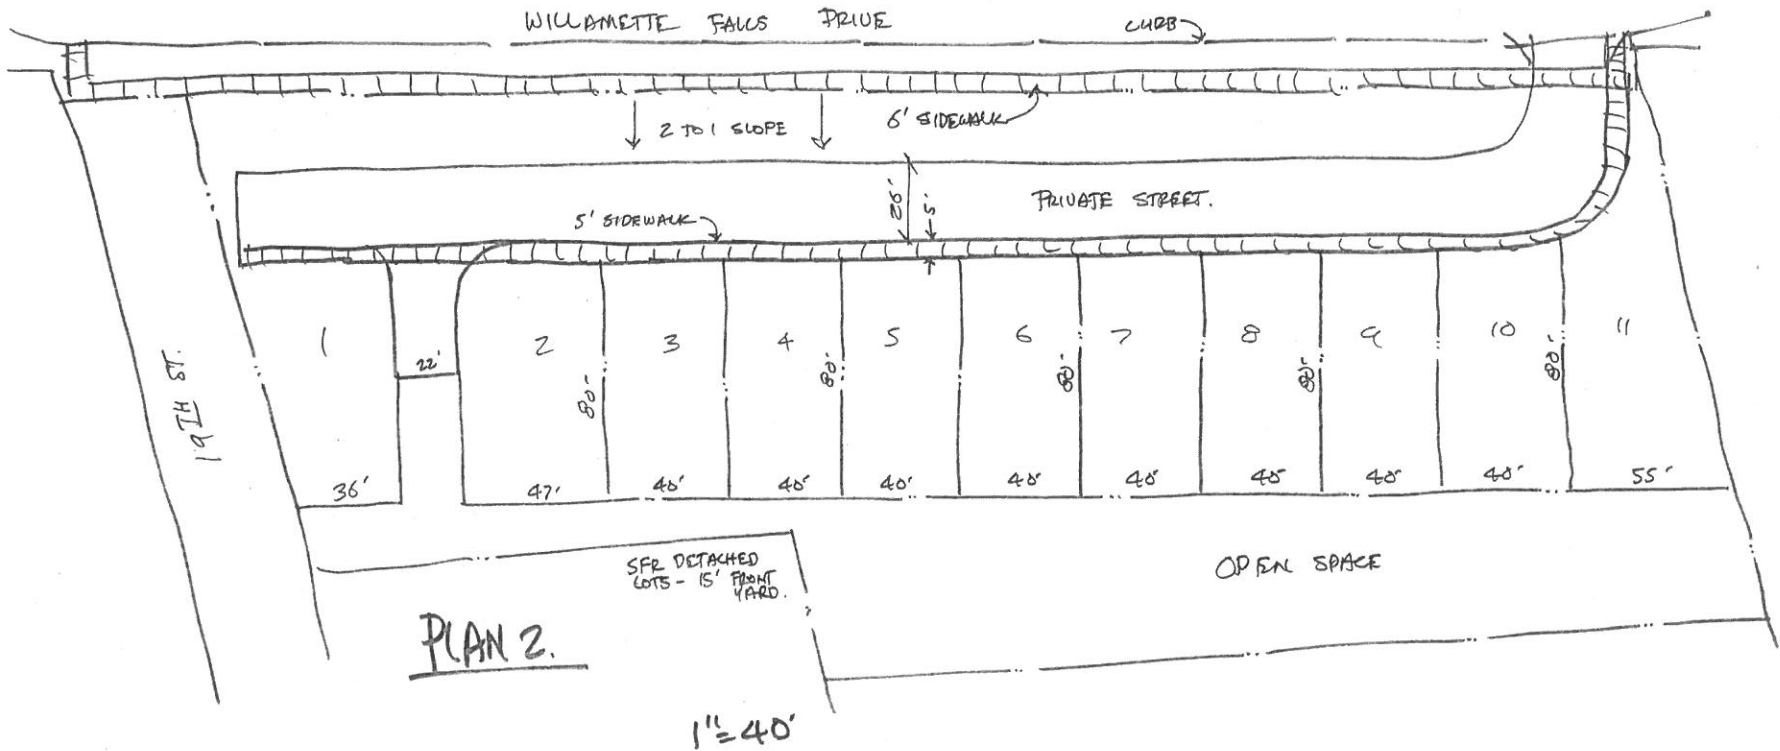 WILLAMETTE FALLS DRIVE
CURB
6' SIDEWALK
2 TO 1 SLOPE
PRIVATE STREET.
5'
5' SIDEWALK
19TH ST.
1
2
3
4
5
6
7
8
9
10
11
22'
80'
80'
80'
80'
80'
36'
47'
40'
40'
40'
40'
40'
40'
40'
40'
55'
SFR DETACHED
LOTS - 15' FRONT
YARD.
OPEN SPACE
PLAN 2.
1"=40'